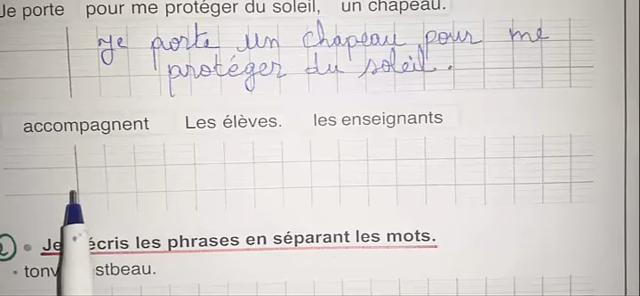 Je porte pour me protéger du soleil, un chapeau.
Je porte un chapeau pour me
protéger du soleil.
accompagnent Les élèves. les enseignants
Je écris les phrases en séparant les mots.
• tonv stbeau.